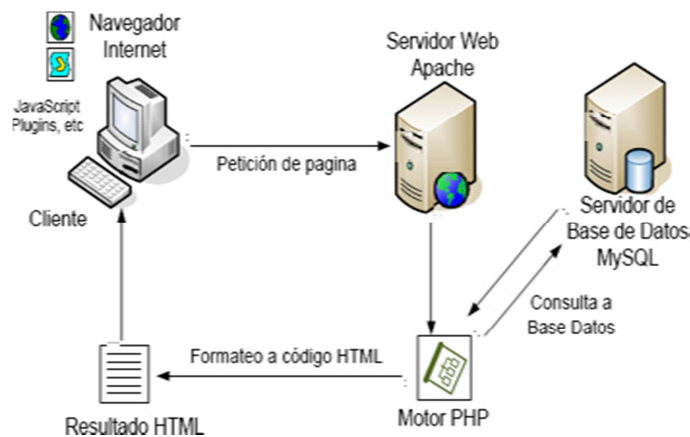 Navegador
Internet
JavaScript
Plugins, etc
Cliente
Petición de pagina
Servidor Web
Apache
Servidor de
Base de Datos
MySQL
Consulta a
Base Datos
Formateo a código HTML
Motor PHP
Resultado HTML